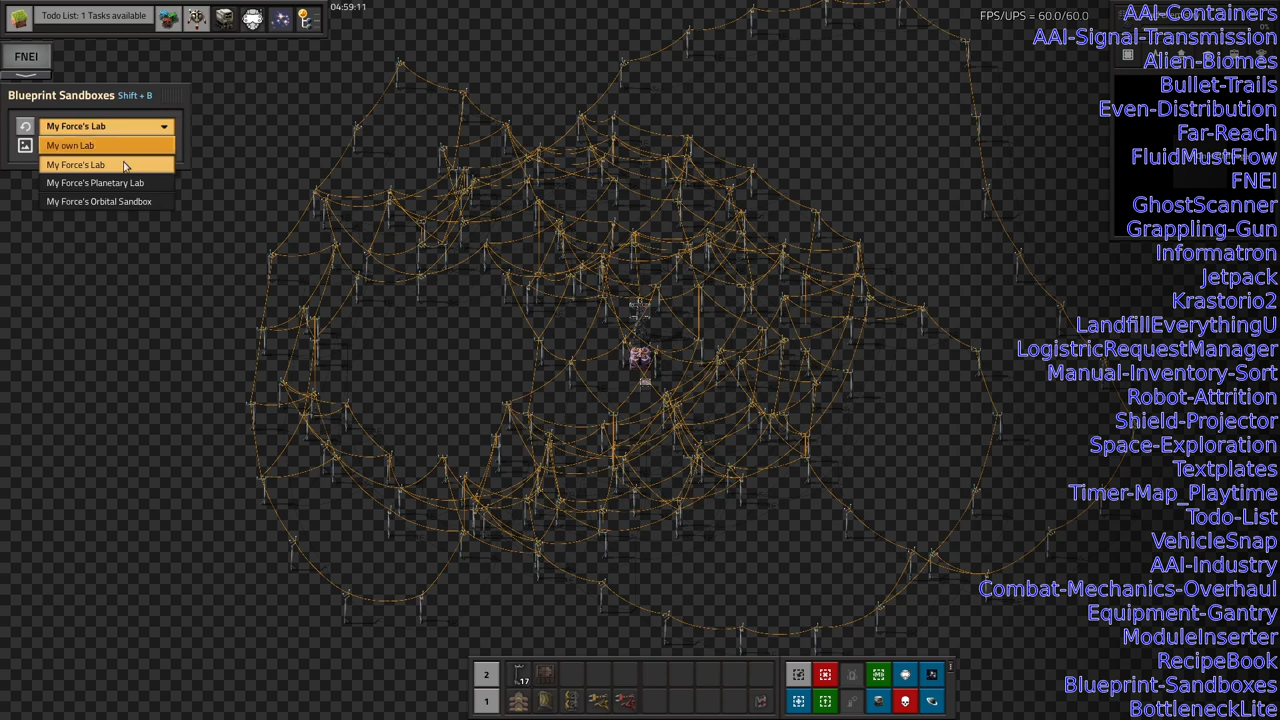 Todo List: 1 Tasks available
04:59:11
FPS/UPS = 60.0/60.0
FNEI
Blueprint Sandboxes Shift + B
My Force's Lab
My own Lab
My Force's Lab
My Force's Planetary Lab
My Force's Orbital Sandbox
AAI-Containers
AAI-Signal-Transmission
Alien-Biomes
Bullet-Trails
Even-Distribution
Far-Reach
FluidMustFlow
FNEI
GhostScanner
Grappling-Gun
Informatron
Jetpack
Krastorio2
LandfillEverythingU
LogisticRequestManager
Manual-Inventory-Sort
Robot-Attrition
Shield-Projector
Space-Exploration
Textplates
Timer-Map_Playtime
Todo-List
VehicleSnap
AAI-Industry
Combat-Mechanics-Overhaul
Equipment-Gantry
ModuleInserter
RecipeBook
Blueprint-Sandboxes
BottleneckLite
2
17
1